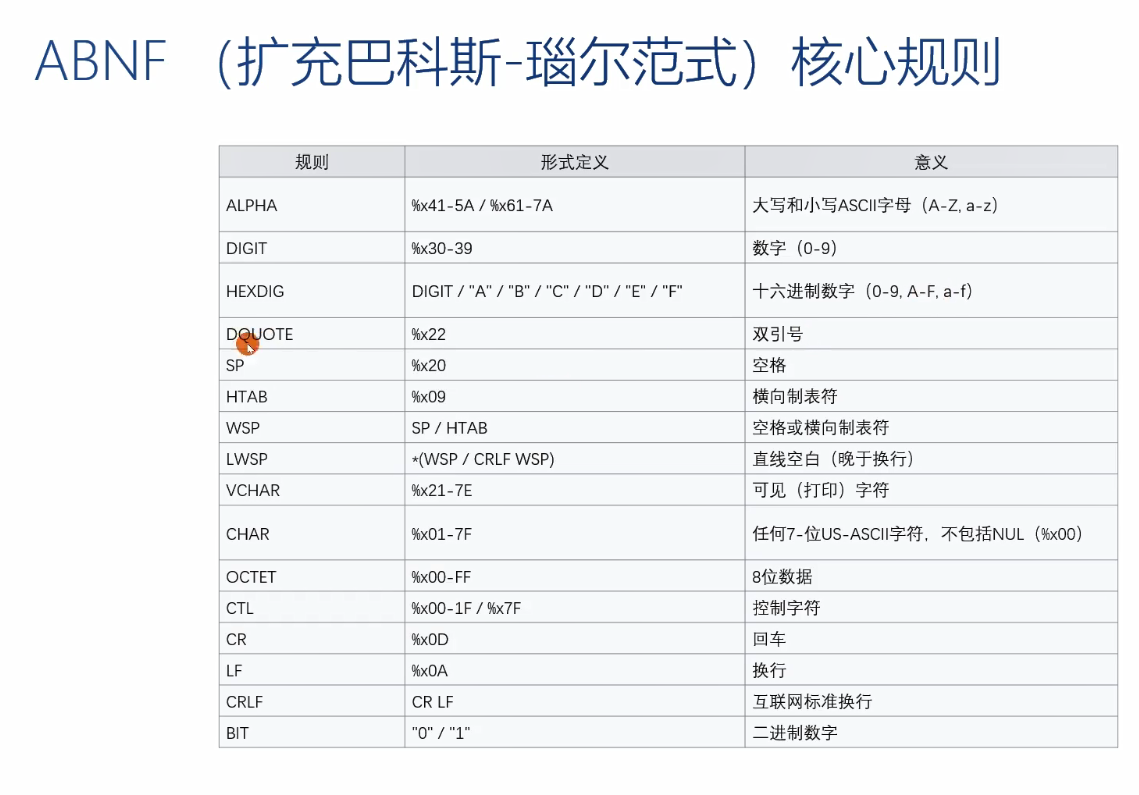 ABNF （扩充巴科斯-瑙尔范式）核心规则
规则 形式定义 意义
ALPHA %x41-5A / %x61-7A 大写和小写ASCII字母（A-Z, a-z）
DIGIT %x30-39 数字（0-9）
HEXDIG DIGIT / "A" / "B" / "C" / "D" / "E" / "F" 十六进制数字（0-9, A-F, a-f）
DQUOTE %x22 双引号
SP %x20 空格
HTAB %x09 横向制表符
WSP SP / HTAB 空格或横向制表符
LWSP *(WSP / CRLF WSP) 直线空白（晚于换行）
VCHAR %x21-7E 可见（打印）字符
CHAR %x01-7F 任何7-位US-ASCII字符，不包括NUL（%x00）
OCTET %x00-FF 8位数据
CTL %x00-1F / %x7F 控制字符
CR %x0D 回车
LF %x0A 换行
CRLF CR LF 互联网标准换行
BIT "0" / "1" 二进制数字